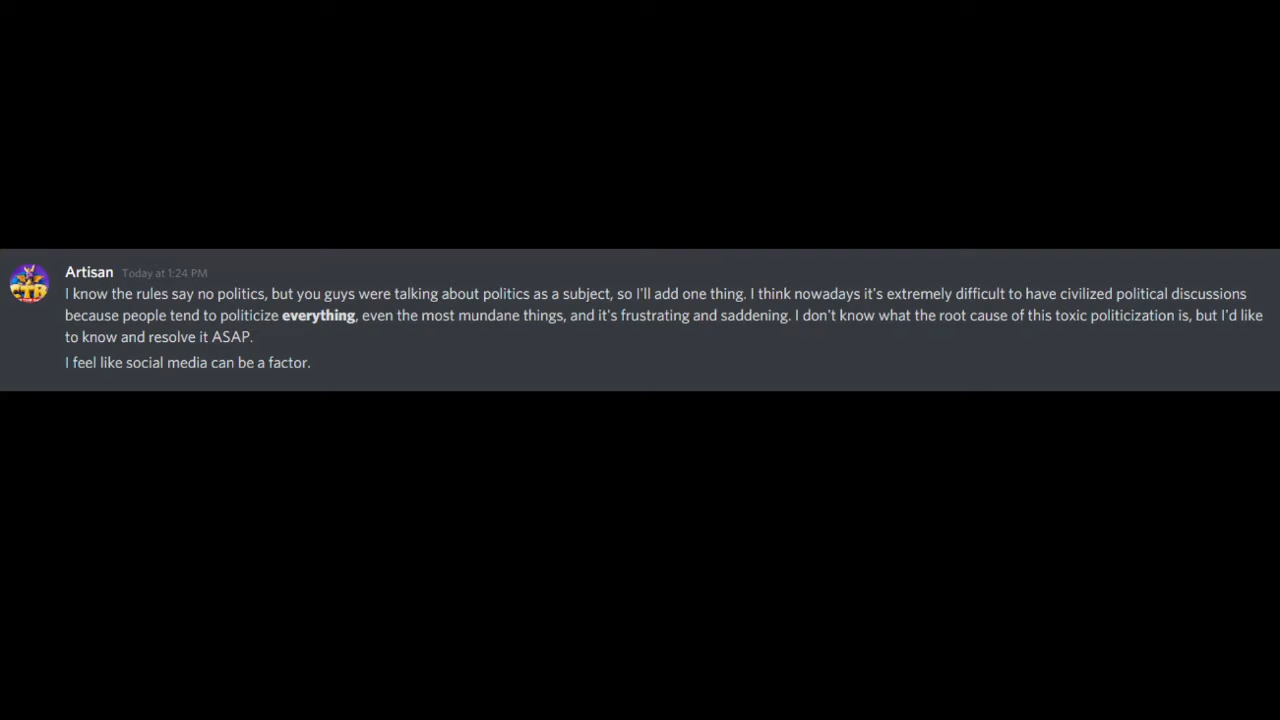 Artisan Today at 1:24 PM
I know the rules say no politics, but you guys were talking about politics as a subject, so I'll add one thing. I think nowadays it's extremely difficult to have civilized political discussions
because people tend to politicize everything, even the most mundane things, and it's frustrating and saddening. I don't know what the root cause of this toxic politicization is, but I'd like
to know and resolve it ASAP.
I feel like social media can be a factor.